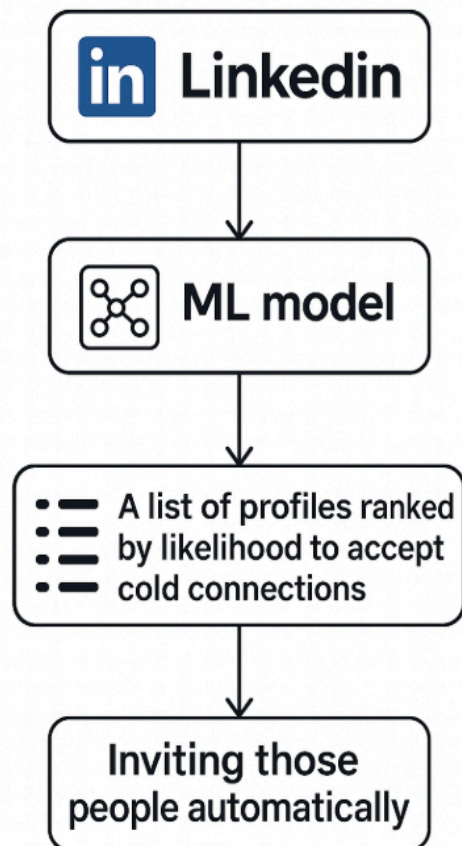 in Linkedin
ML model
A list of profiles ranked
by likelihood to accept
cold connections
Inviting those
people automatically